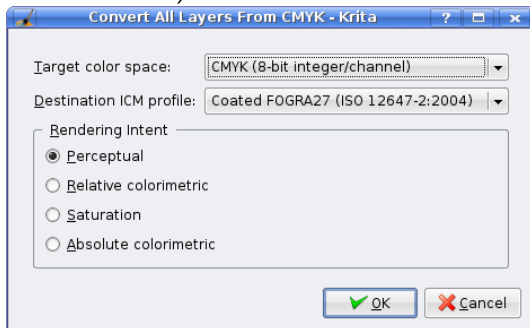 Convert All Layers From CMYK - Krita
Target color space: CMYK (8-bit integer/channel)
Destination ICM profile: Coated FOGRA27 (ISO 12647-2:2004)
Rendering Intent
Perceptual
Relative colorimetric
Saturation
Absolute colorimetric
OK Cancel